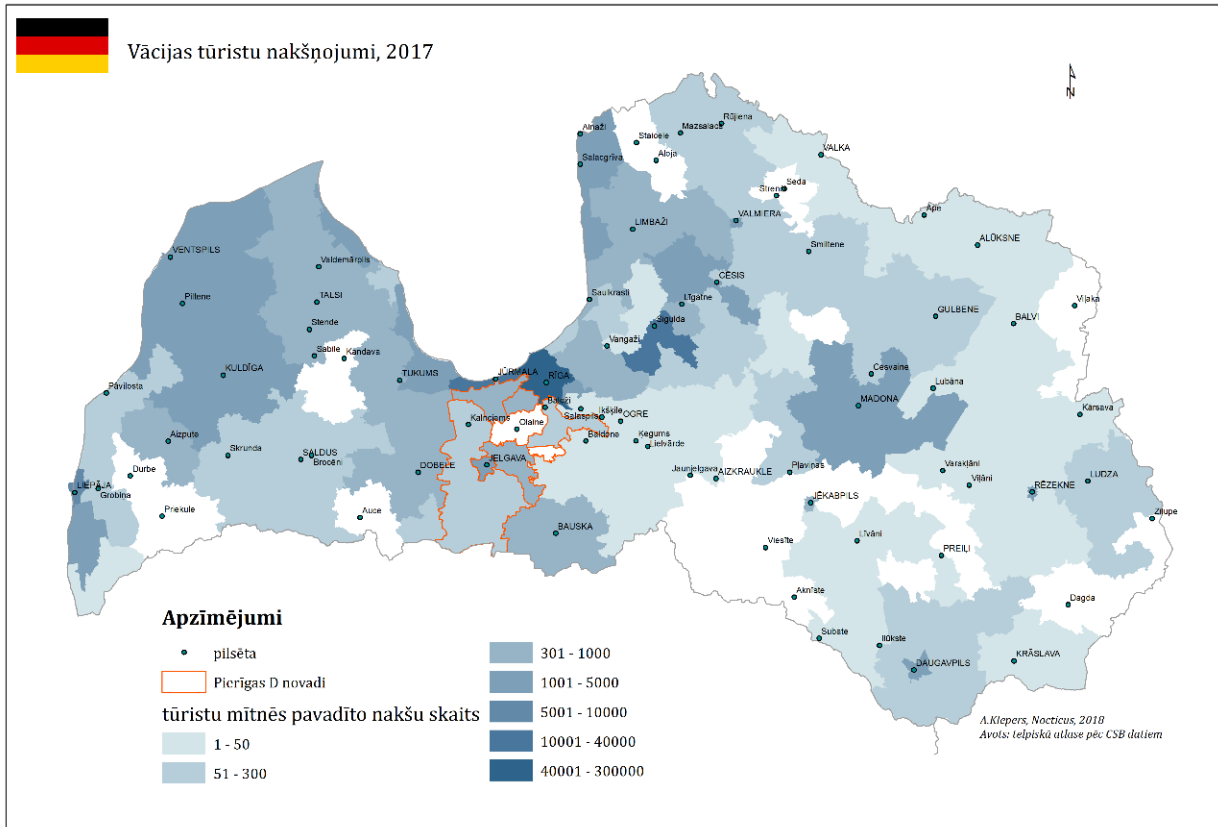 Vācijas tūristu nakšņojumi, 2017
N
Ainaži
Staicele
Mazsalaca
Rūjiena
Aloja
Salacgrīva
VALKA
Seda
Strenči
Ape
VALMIERA
LIMBAŽI
ALŪKSNE
Smiltene
VENTSPILS
Valdemārpils
CĒSIS
Piltene
TALSI
Saulkrasti
Līgatne
Viļaka
GULBENE
BALVI
Stende
Sigulda
Vangaži
Sabile
Kandava
KULDĪGA
TUKUMS
JŪRMALA
RĪGA
Cesvaine
Lubāna
Pāvilosta
MADONA
Baloži
Salaspils
Ikšķile
OGRE
Kārsava
Kalnciems
Olaine
Aizpute
Baldone
Ķegums
Lielvārde
Skrunda
SALDUS
Brocēni
DOBELE
JELGAVA
Durbe
Jaunjelgava
AIZKRAUKLE
Pļaviņas
Varakļāni
Viļāni
LUDZA
LIEPĀJA
Grobiņa
RĒZEKNE
JĒKABPILS
Priekule
Auce
Zilupe
BAUSKA
Viesīte
Līvāni
PREIĻI
Aknīste
Dagda
Subate
Ilūkste
DAUGAVPILS
KRĀSLAVA
Apzīmējumi
pilsēta
Pierīgas D novadi
tūristu mītnēs pavadīto nakšu skaits
1 - 50
51 - 300
301 - 1000
1001 - 5000
5001 - 10000
10001 - 40000
40001 - 300000
A.Klepers, Nocticus, 2018
Avots: telpiskā atlase pēc CSB datiem